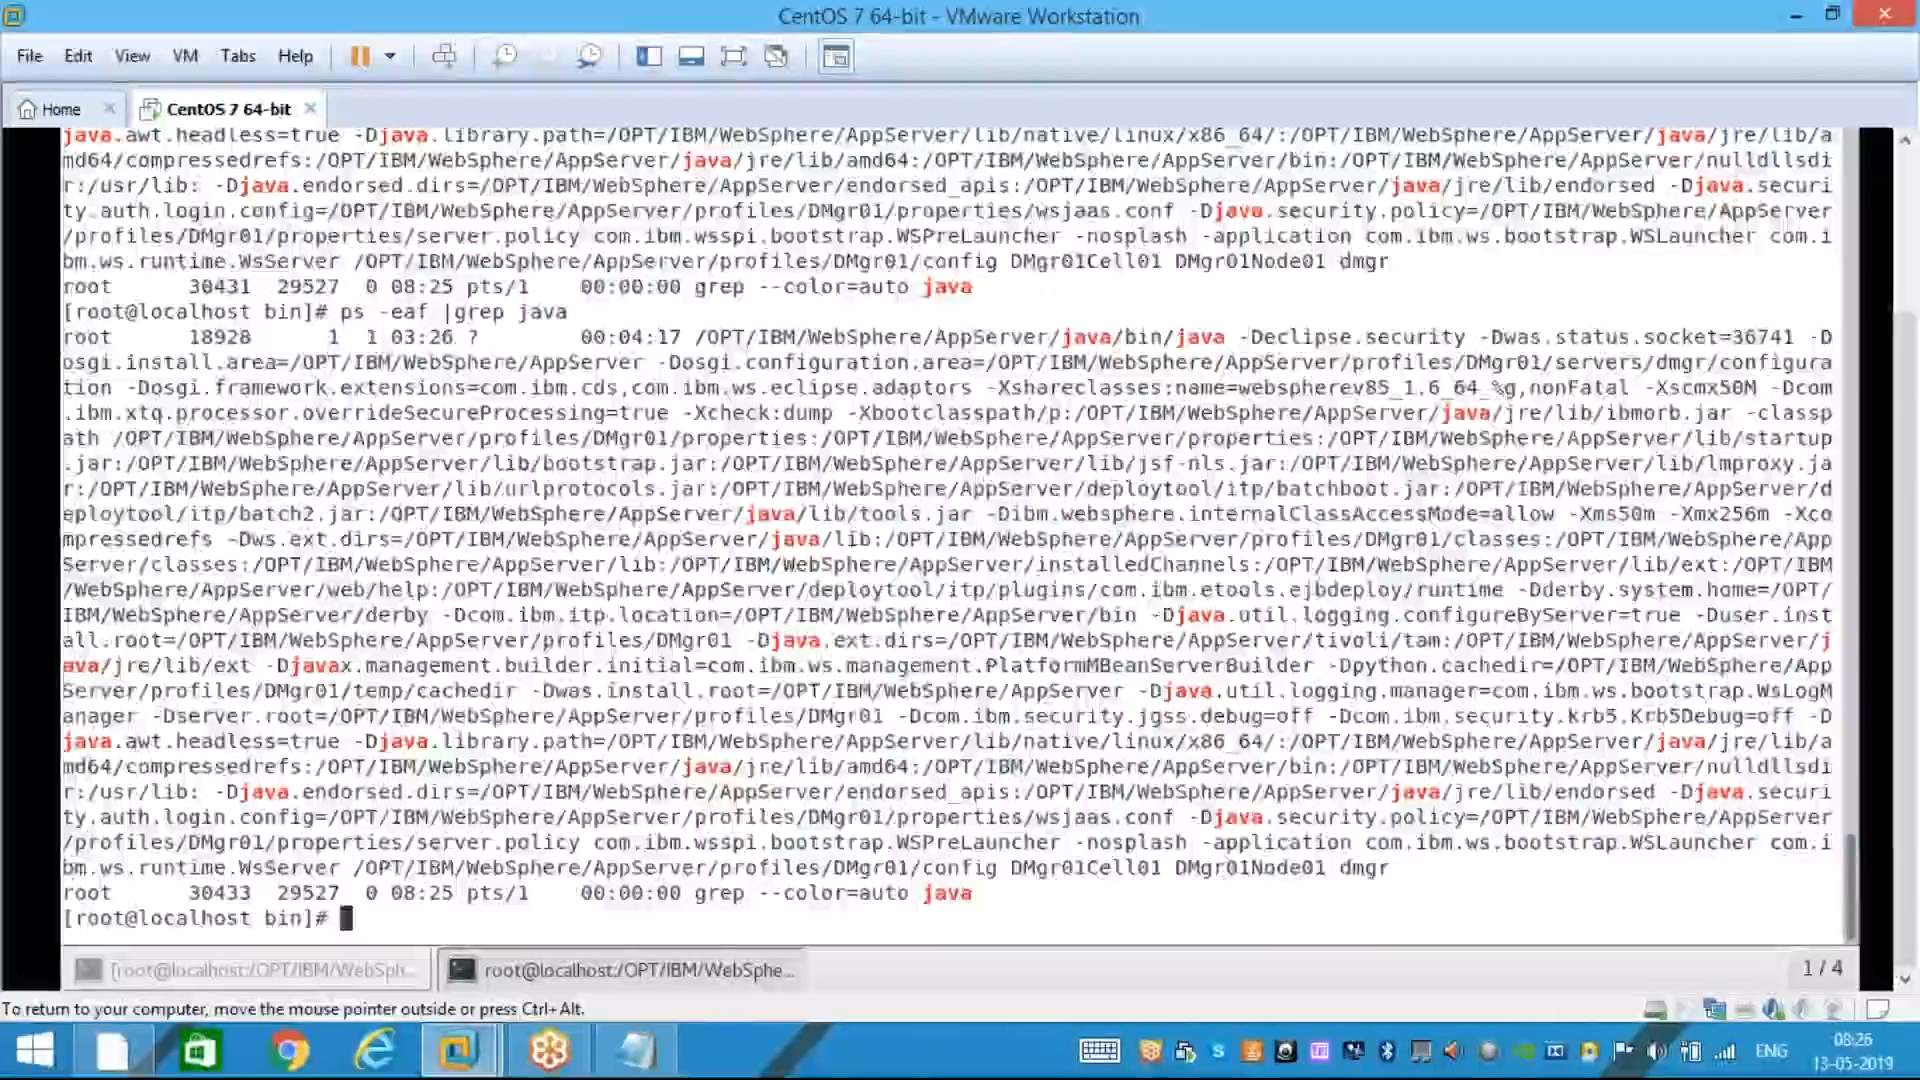 CentOS 7 64-bit - VMware Workstation
File Edit View VM Tabs Help
Home CentOS 7 64-bit
java.awt.headless=true -Djava.library.path=/OPT/IBM/WebSphere/AppServer/lib/native/linux/x86_64/:/OPT/IBM/WebSphere/AppServer/java/jre/lib/a
md64/compressedrefs:/OPT/IBM/WebSphere/AppServer/java/jre/lib/amd64:/OPT/IBM/WebSphere/AppServer/bin:/OPT/IBM/WebSphere/AppServer/nulldllsdi
r:/usr/lib: -Djava.endorsed.dirs=/OPT/IBM/WebSphere/AppServer/endorsed_apis:/OPT/IBM/WebSphere/AppServer/java/jre/lib/endorsed -Djava.securi
ty.auth.login.config=/OPT/IBM/WebSphere/AppServer/profiles/DMgr01/properties/wsjaas.conf -Djava.security.policy=/OPT/IBM/WebSphere/AppServer
/profiles/DMgr01/properties/server.policy com.ibm.wsspi.bootstrap.WSPreLauncher -nosplash -application com.ibm.ws.bootstrap.WSLauncher com.i
bm.ws.runtime.WsServer /OPT/IBM/WebSphere/AppServer/profiles/DMgr01/config DMgr01Cell01 DMgr01Node01 dmgr
root 30431 29527 0 08:25 pts/1 00:00:00 grep --color=auto java
[root@localhost bin]# ps -eaf |grep java
root 18928 1 1 03:26 ? 00:04:17 /OPT/IBM/WebSphere/AppServer/java/bin/java -Declipse.security -Dwas.status.socket=36741 -D
osgi.install.area=/OPT/IBM/WebSphere/AppServer -Dosgi.configuration.area=/OPT/IBM/WebSphere/AppServer/profiles/DMgr01/servers/dmgr/configura
tion -Dosgi.framework.extensions=com.ibm.cds,com.ibm.ws.eclipse.adaptors -Xshareclasses:name=webspherev85_1.6_64_%g,nonFatal -Xscmx50M -Dcom
.ibm.xtq.processor.overrideSecureProcessing=true -Xcheck:dump -Xbootclasspath/p:/OPT/IBM/WebSphere/AppServer/java/jre/lib/ibmorb.jar -classp
ath /OPT/IBM/WebSphere/AppServer/profiles/DMgr01/properties:/OPT/IBM/WebSphere/AppServer/properties:/OPT/IBM/WebSphere/AppServer/lib/startup
.jar:/OPT/IBM/WebSphere/AppServer/lib/bootstrap.jar:/OPT/IBM/WebSphere/AppServer/lib/jsf-nls.jar:/OPT/IBM/WebSphere/AppServer/lib/lmproxy.ja
r:/OPT/IBM/WebSphere/AppServer/lib/urlprotocols.jar:/OPT/IBM/WebSphere/AppServer/deploytool/itp/batchboot.jar:/OPT/IBM/WebSphere/AppServer/d
eploytool/itp/batch2.jar:/OPT/IBM/WebSphere/AppServer/java/lib/tools.jar -Dibm.websphere.internalClassAccessMode=allow -Xms50m -Xmx256m -Xco
mpressedrefs -Dws.ext.dirs=/OPT/IBM/WebSphere/AppServer/java/lib:/OPT/IBM/WebSphere/AppServer/profiles/DMgr01/classes:/OPT/IBM/WebSphere/App
Server/classes:/OPT/IBM/WebSphere/AppServer/lib:/OPT/IBM/WebSphere/AppServer/installedChannels:/OPT/IBM/WebSphere/AppServer/lib/ext:/OPT/IBM
/WebSphere/AppServer/web/help:/OPT/IBM/WebSphere/AppServer/deploytool/itp/plugins/com.ibm.etools.ejbdeploy/runtime -Dderby.system.home=/OPT/
IBM/WebSphere/AppServer/derby -Dcom.ibm.itp.location=/OPT/IBM/WebSphere/AppServer/bin -Djava.util.logging.configureByServer=true -Duser.inst
all.root=/OPT/IBM/WebSphere/AppServer/profiles/DMgr01 -Djava.ext.dirs=/OPT/IBM/WebSphere/AppServer/tivoli/tam:/OPT/IBM/WebSphere/AppServer/j
ava/jre/lib/ext -Djavax.management.builder.initial=com.ibm.ws.management.PlatformMBeanServerBuilder -Dpython.cachedir=/OPT/IBM/WebSphere/App
Server/profiles/DMgr01/temp/cachedir -Dwas.install.root=/OPT/IBM/WebSphere/AppServer -Djava.util.logging.manager=com.ibm.ws.bootstrap.WsLogM
anager -Dserver.root=/OPT/IBM/WebSphere/AppServer/profiles/DMgr01 -Dcom.ibm.security.jgss.debug=off -Dcom.ibm.security.krb5.Krb5Debug=off -D
java.awt.headless=true -Djava.library.path=/OPT/IBM/WebSphere/AppServer/lib/native/linux/x86_64/:/OPT/IBM/WebSphere/AppServer/java/jre/lib/a
md64/compressedrefs:/OPT/IBM/WebSphere/AppServer/java/jre/lib/amd64:/OPT/IBM/WebSphere/AppServer/bin:/OPT/IBM/WebSphere/AppServer/nulldllsdi
r:/usr/lib: -Djava.endorsed.dirs=/OPT/IBM/WebSphere/AppServer/endorsed_apis:/OPT/IBM/WebSphere/AppServer/java/jre/lib/endorsed -Djava.securi
ty.auth.login.config=/OPT/IBM/WebSphere/AppServer/profiles/DMgr01/properties/wsjaas.conf -Djava.security.policy=/OPT/IBM/WebSphere/AppServer
/profiles/DMgr01/properties/server.policy com.ibm.wsspi.bootstrap.WSPreLauncher -nosplash -application com.ibm.ws.bootstrap.WSLauncher com.i
bm.ws.runtime.WsServer /OPT/IBM/WebSphere/AppServer/profiles/DMgr01/config DMgr01Cell01 DMgr01Node01 dmgr
root 30433 29527 0 08:25 pts/1 00:00:00 grep --color=auto java
[root@localhost bin]#
[root@localhost:/OPT/IBM/WebSph... root@localhost:/OPT/IBM/WebSphe... 1 / 4
To return to your computer, move the mouse pointer outside or press Ctrl+Alt.
ENG 08:26
13-05-2019